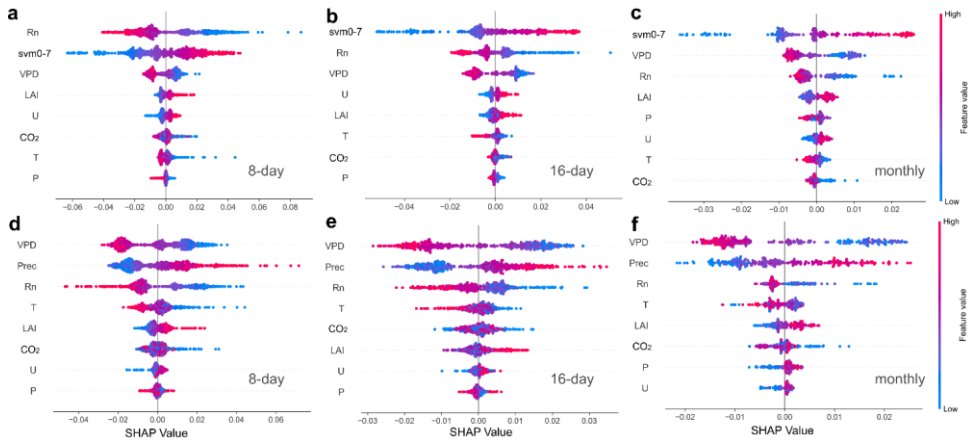 a
Rn
svm0-7
VPD
LAI
U
CO₂
T
P
8-day
−0.06 −0.04 −0.02 0.00 0.02 0.04 0.06 0.08
b
svm0-7
Rn
VPD
U
LAI
T
CO₂
P
16-day
−0.04 −0.02 0.00 0.02 0.04
c
svm0-7
VPD
Rn
LAI
P
U
T
CO₂
monthly
−0.03 −0.02 −0.01 0.00 0.01 0.02
High
Feature value
Low
d
VPD
Prec
Rn
T
LAI
CO₂
U
P
8-day
−0.04 −0.02 0.00 0.02 0.04 0.06
SHAP Value
e
VPD
Prec
Rn
T
CO₂
LAI
U
P
16-day
−0.03 −0.02 −0.01 0.00 0.01 0.02 0.03
SHAP Value
f
VPD
Prec
Rn
T
LAI
CO₂
P
U
monthly
−0.02 −0.01 0.00 0.01 0.02
SHAP Value
High
Feature value
Low